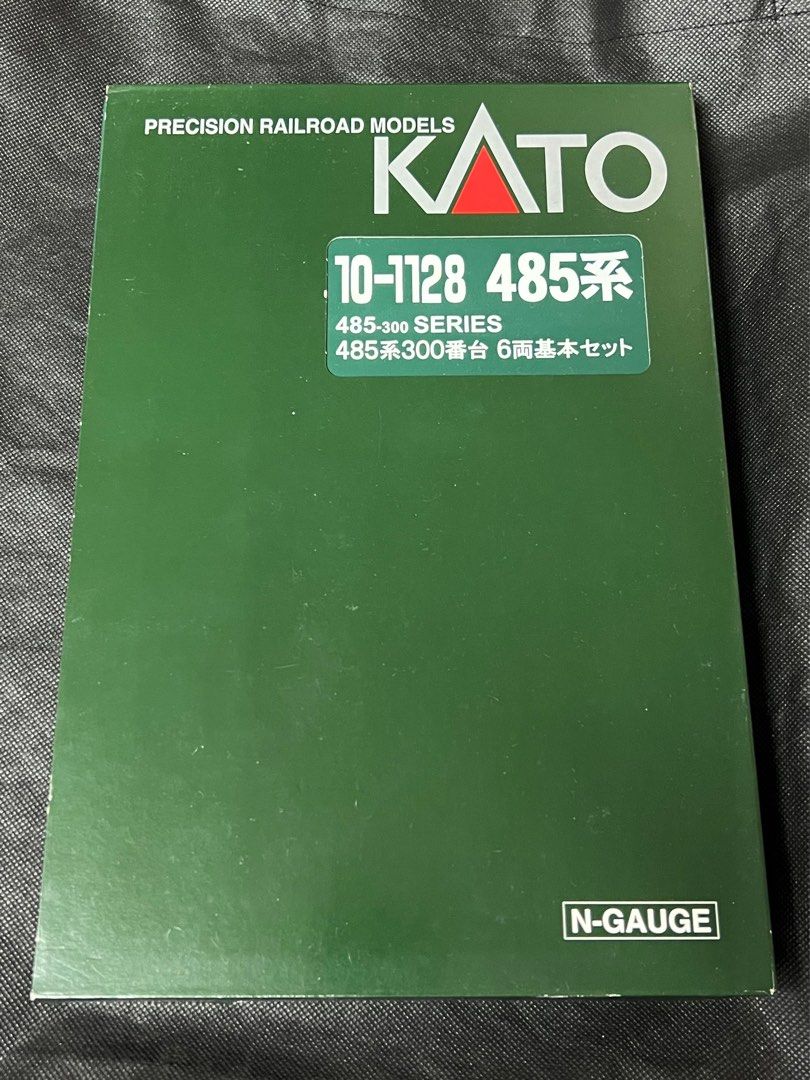 PRECISION RAILROAD MODELS
KATO
10-1128 485系
485-300 SERIES
485系300番台 6両基本セット
N-GAUGE